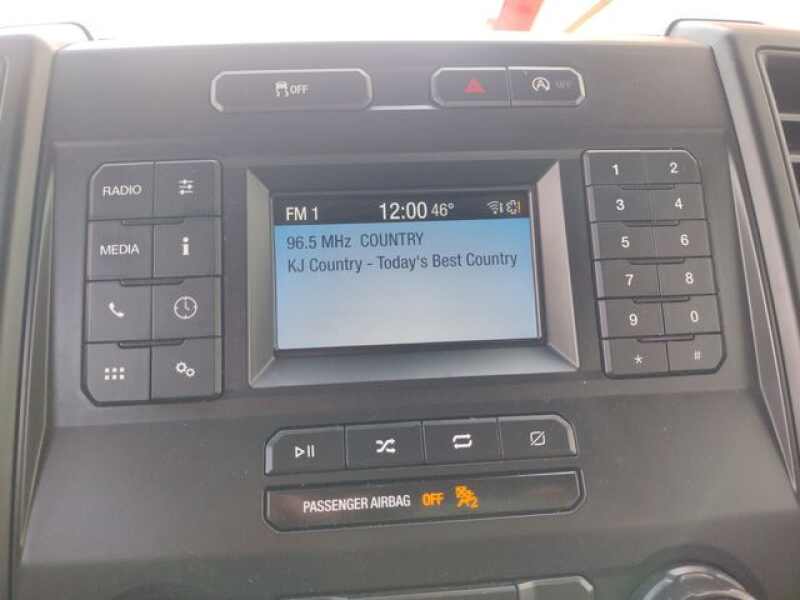 OFF
A OFF
RADIO
MEDIA
FM 1 12:00 46°
96.5 MHz COUNTRY
KJ Country - Today's Best Country
1 2
3 4
5 6
7 8
9 0
* #
PASSENGER AIRBAG OFF 2